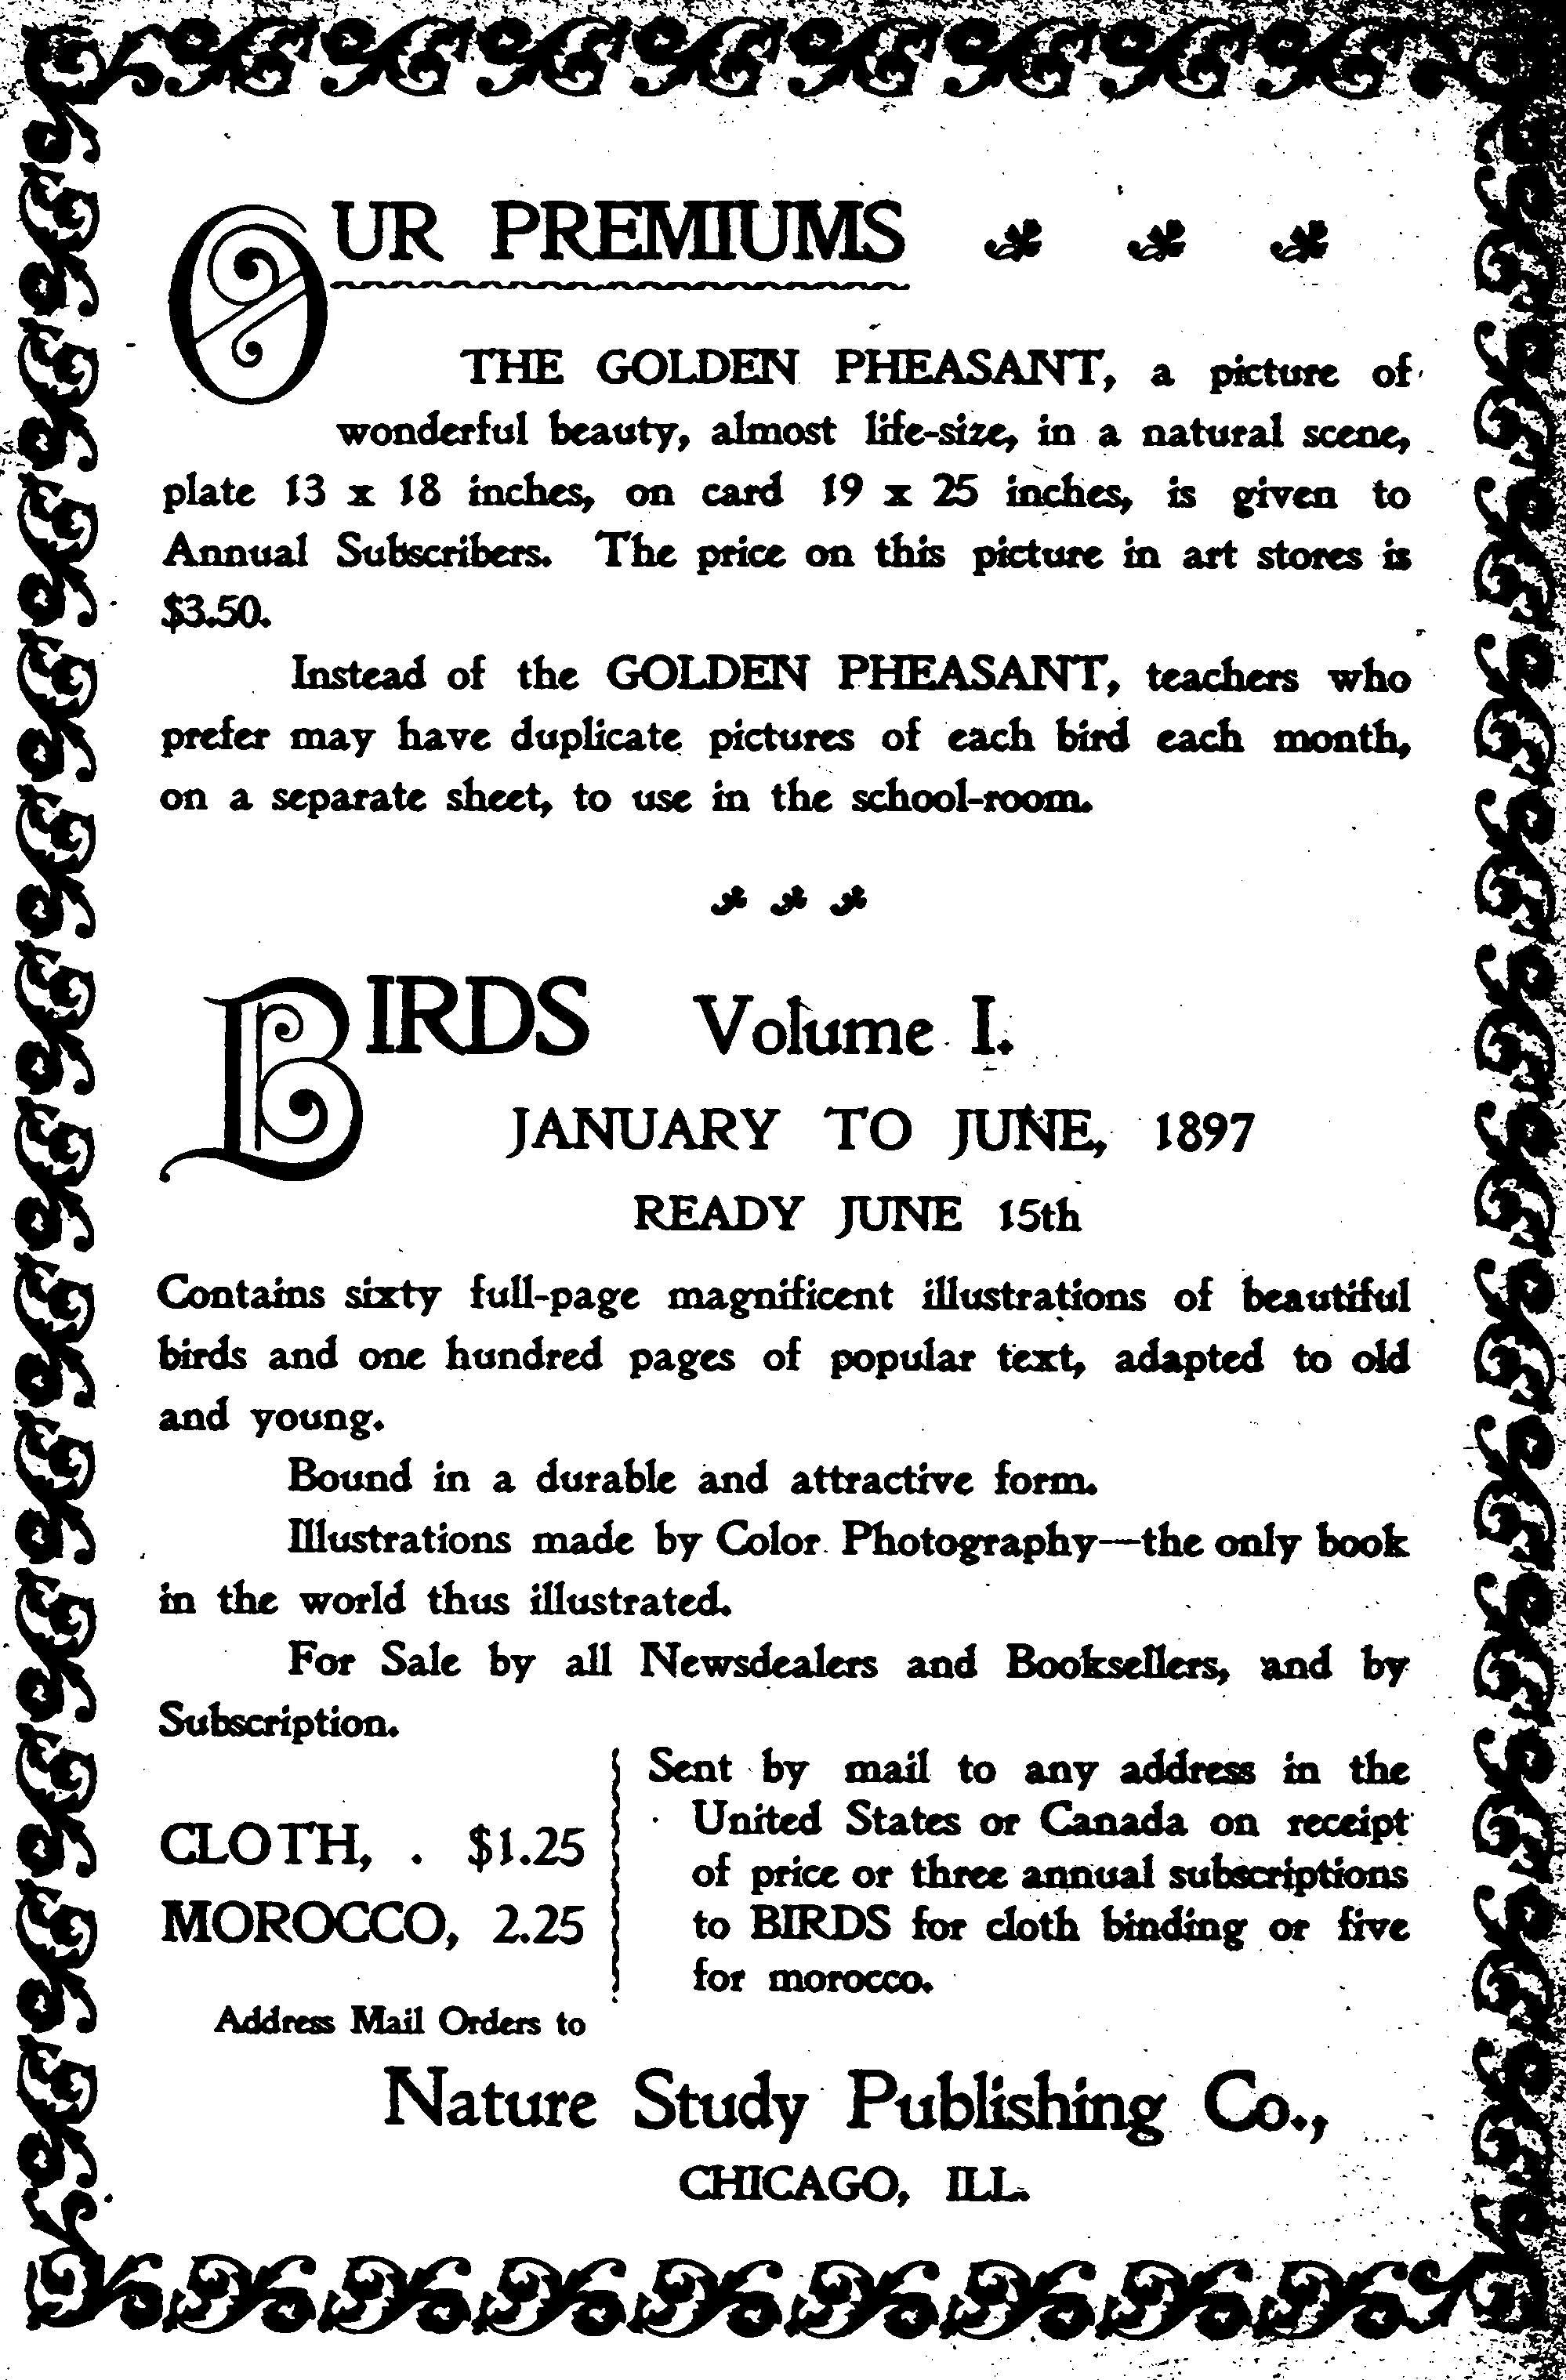 OUR PREMIUMS
THE GOLDEN PHEASANT, a picture of
wonderful beauty, almost life-size, in a natural scene,
plate 13 x 18 inches, on card 19 x 25 inches, is given to
Annual Subscribers. The price on this picture in art stores is
$3.50.
Instead of the GOLDEN PHEASANT, teachers who
prefer may have duplicate pictures of each bird each month,
on a separate sheet, to use in the school-room.
BIRDS Volume I.
JANUARY TO JUNE, 1897
READY JUNE 15th
Contains sixty full-page magnificent illustrations of beautiful
birds and one hundred pages of popular text, adapted to old
and young.
Bound in a durable and attractive form.
Illustrations made by Color Photography—the only book
in the world thus illustrated.
For Sale by all Newsdealers and Booksellers, and by
Subscription.
CLOTH, . $1.25
MOROCCO, 2.25
Sent by mail to any address in the
United States or Canada on receipt
of price or three annual subscriptions
to BIRDS for cloth binding or five
for morocco.
Address Mail Orders to
Nature Study Publishing Co.,
CHICAGO, ILL.